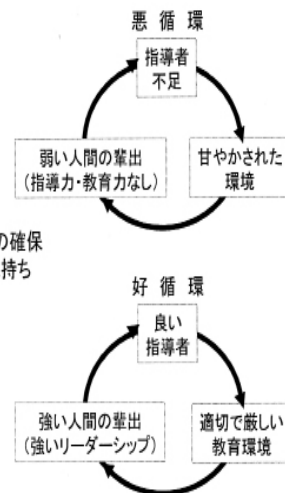 悪循環
指導者
不足
甘やかされた
環境
弱い人間の輩出
(指導力・教育力なし)
の確保
持ち
好循環
良い
指導者
適切で厳しい
教育環境
強い人間の輩出
(強いリーダーシップ)